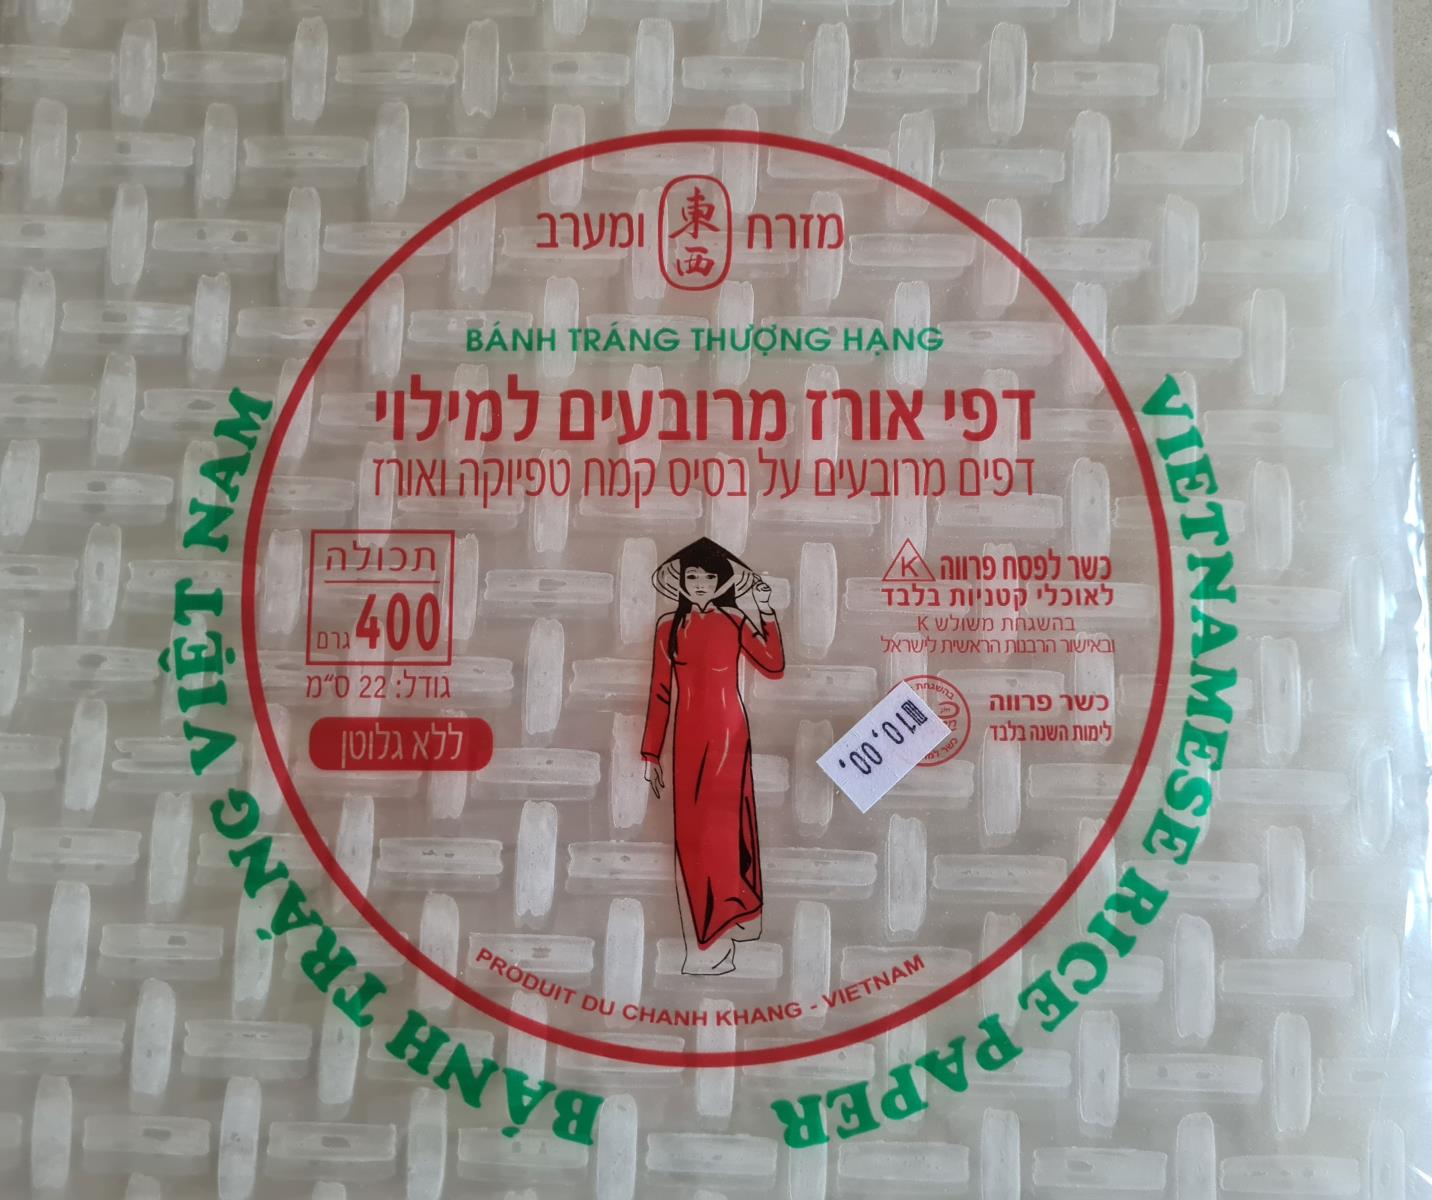 מזרח 東西 ומערב
BÁNH TRÁNG THƯỢNG HẠNG
דפי אורז מרובעים למילוי
דפים מרובעים על בסיס קמח טפיוקה ואורז
כשר לפסח פרווה K
לאוכלי קטניות בלבד
בהשגחת משולש K
ובאישור הרבנות הראשית לישראל
כשר פרווה
לימות השנה בלבד
בהשגחת
₪10,00,
תכולה
400 גרם
גודל: 22 ס"מ
ללא גלוטן
PRODUIT DU CHANH KHANG - VIETNAM
BÁNH TRÁNG VIỆT NAM
VIETNAMESE RICE PAPER